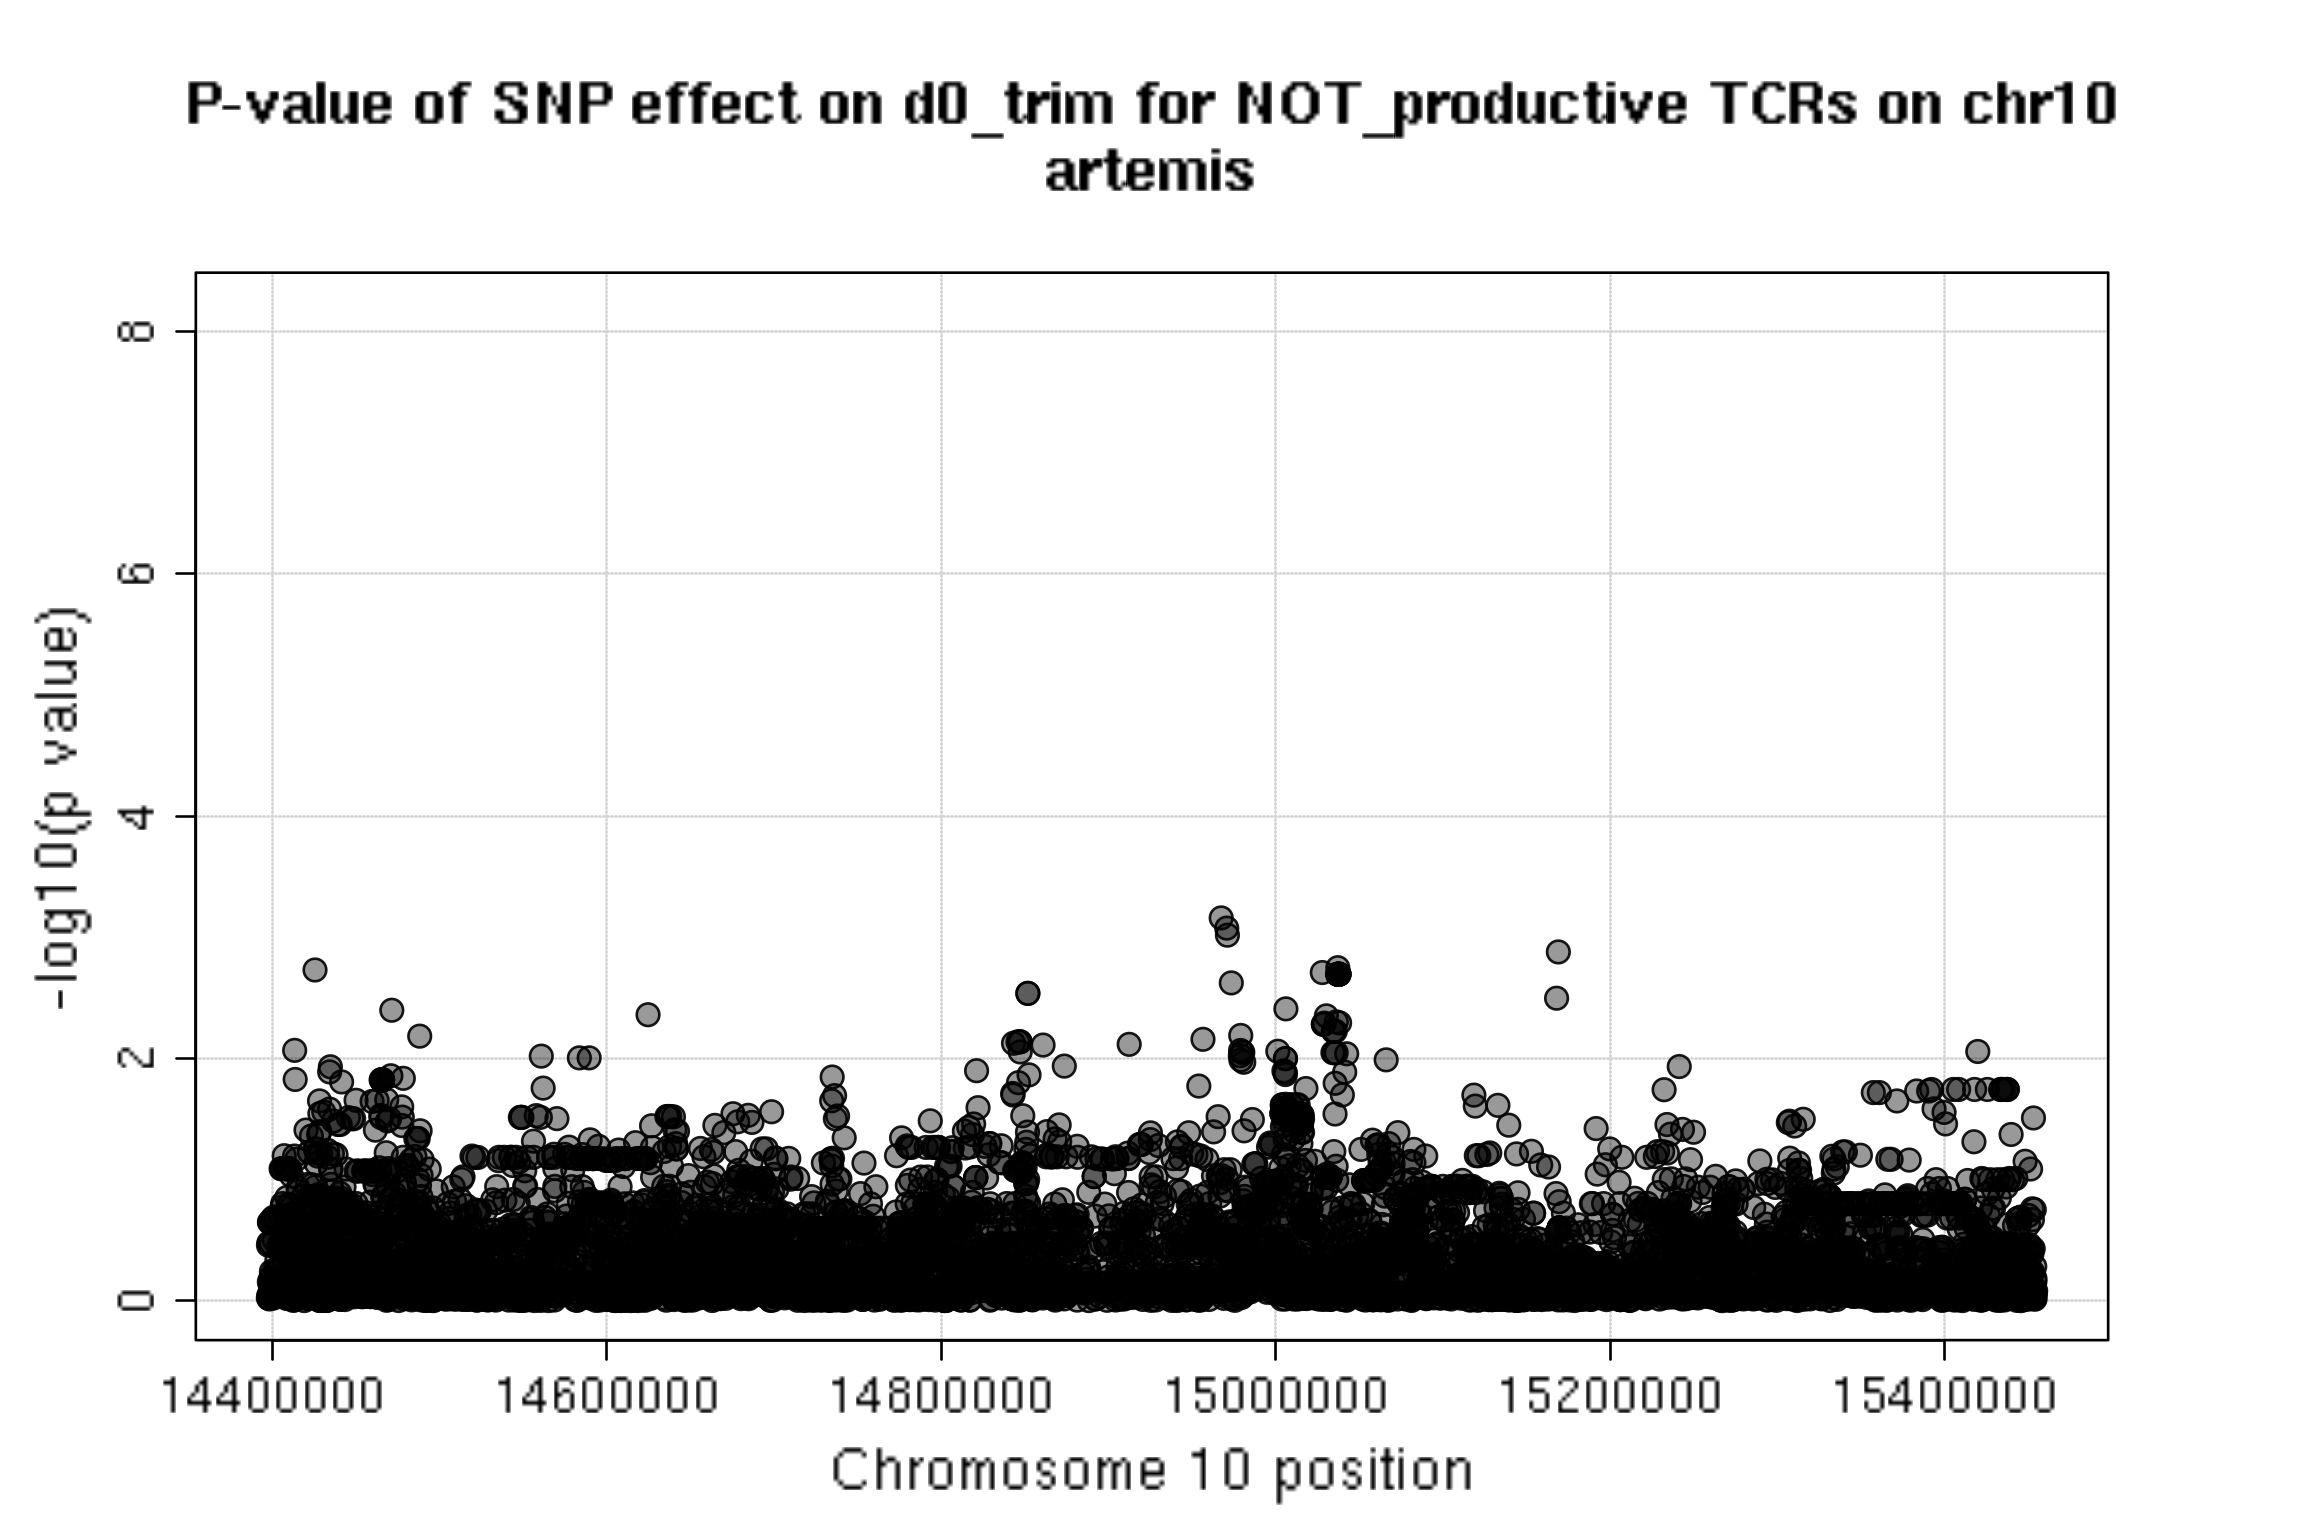 P-value of SNP effect on d0_trim for NOT_productive TCRs on chr10
artemis
-log10(p value)
8
6
4
2
0
14400000 14600000 14800000 15000000 15200000 15400000
Chromosome 10 position